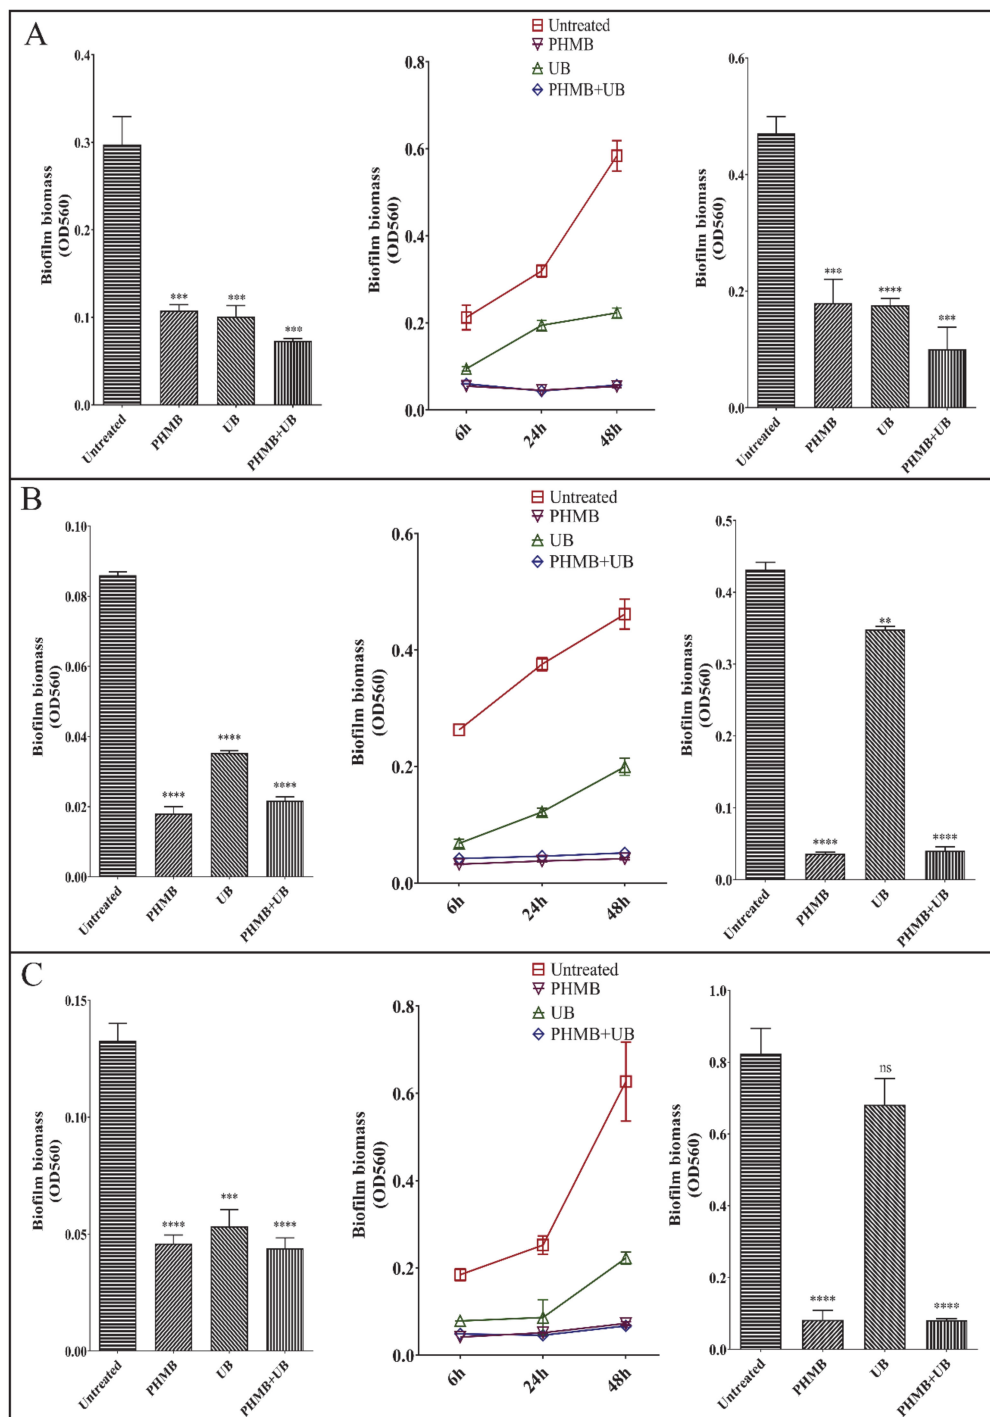 A
Biofilm biomass
(OD560)
0.4
0.3
0.2
0.1
0.0
***
***
***
Untreated
PHMB
UB
PHMB+UB
Untreated
PHMB
UB
PHMB+UB
Biofilm biomass
(OD560)
0.8
0.6
0.4
0.2
0.0
6h
24h
48h
Biofilm biomass
(OD560)
0.6
0.4
0.2
0.0
***
****
***
Untreated
PHMB
UB
PHMB+UB
B
Biofilm biomass
(OD560)
0.10
0.08
0.06
0.04
0.02
0.00
****
****
****
Untreated
PHMB
UB
PHMB+UB
Untreated
PHMB
UB
PHMB+UB
Biofilm biomass
(OD560)
0.6
0.4
0.2
0.0
6h
24h
48h
Biofilm biomass
(OD560)
0.5
0.4
0.3
0.2
0.1
0.0
****
**
****
Untreated
PHMB
UB
PHMB+UB
C
Biofilm biomass
(OD560)
0.15
0.10
0.05
0.00
****
***
****
Untreated
PHMB
UB
PHMB+UB
Untreated
PHMB
UB
PHMB+UB
Biofilm biomass
(OD560)
0.8
0.6
0.4
0.2
0.0
6h
24h
48h
Biofilm biomass
(OD560)
1.0
0.8
0.6
0.4
0.2
0.0
****
ns
****
Untreated
PHMB
UB
PHMB+UB